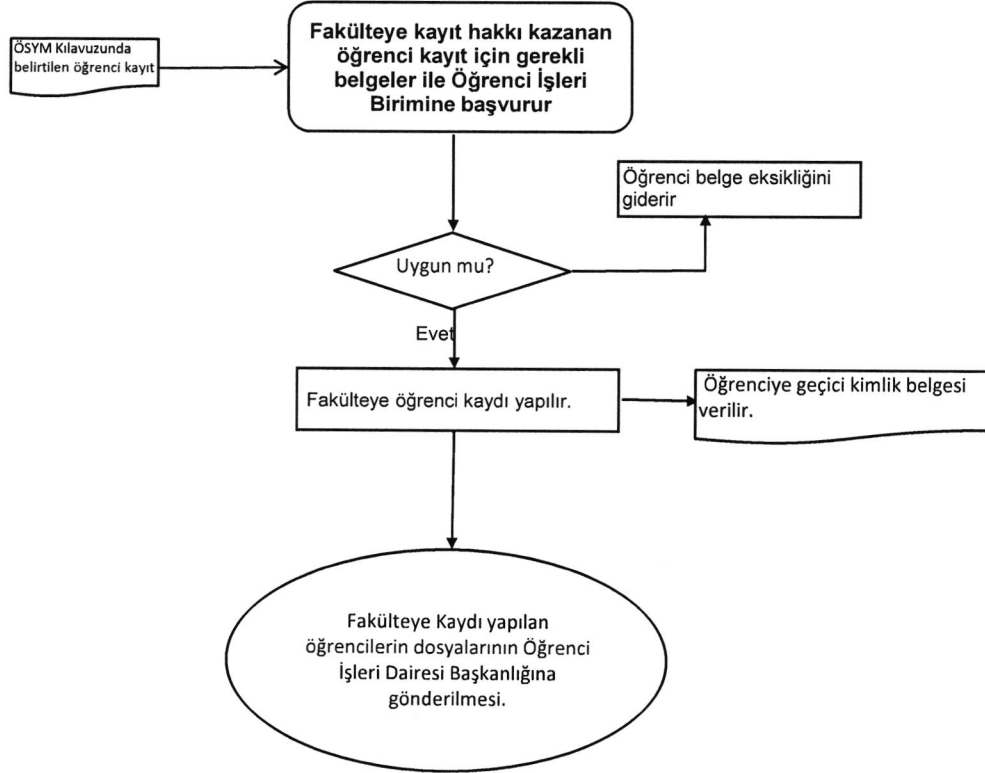 ÖSYM Kılavuzunda
belirtilen öğrenci kayıt
Fakülteye kayıt hakkı kazanan
öğrenci kayıt için gerekli
belgeler ile Öğrenci İşleri
Birimine başvurur
Öğrenci belge eksikliğini
giderir
Uygun mu?
Evet
Fakülteye öğrenci kaydı yapılır.
Öğrenciye geçici kimlik belgesi
verilir.
Fakülteye Kaydı yapılan
öğrencilerin dosyalarının Öğrenci
İşleri Dairesi Başkanlığına
gönderilmesi.